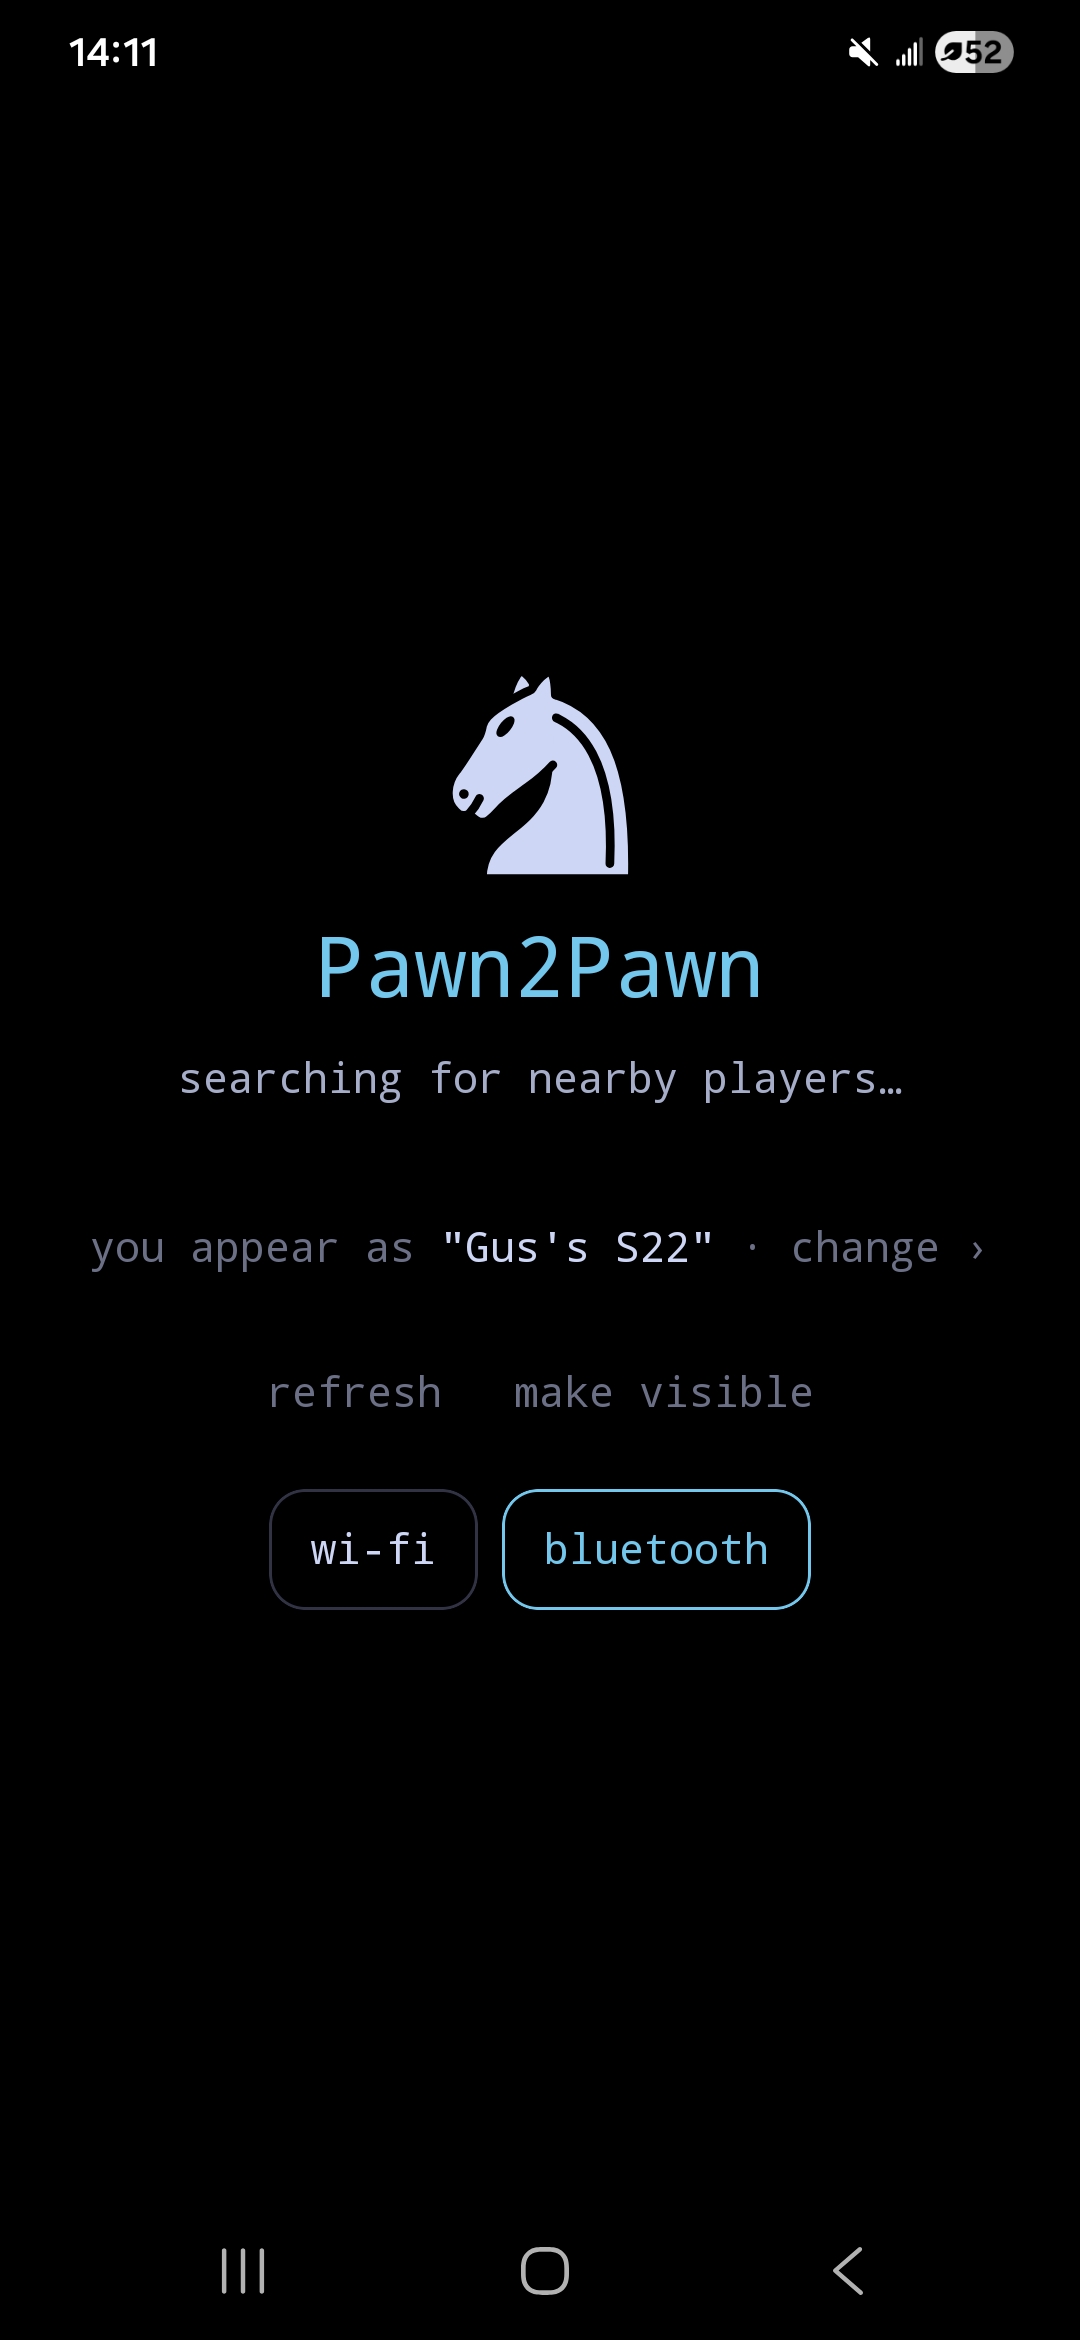 14:11
52
Pawn2Pawn
searching for nearby players…
you appear as "Gus's S22" · change ›
refresh make visible
wi-fi bluetooth